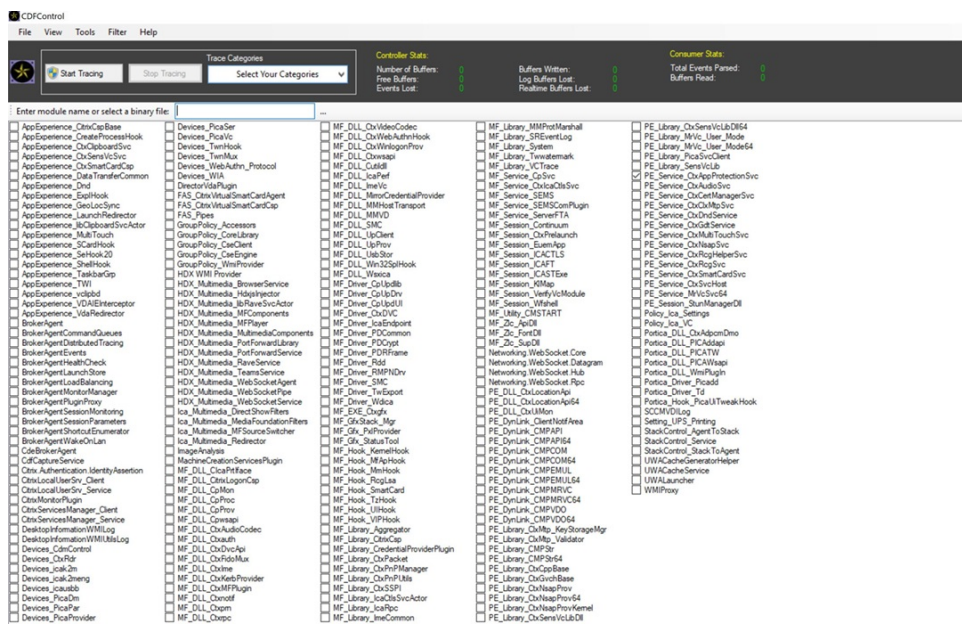 CDFControl
File View Tools Filter Help
Start Tracing
Stop Tracing
Trace Categories
Select Your Categories
Controller Stats:
Number of Buffers: 0
Free Buffers: 0
Events Lost: 0
Buffers Written: 0
Log Buffers Lost: 0
Realtime Buffers Lost: 0
Consumer Stats:
Total Events Parsed: 0
Buffers Read: 0
Enter module name or select a binary file: ...
AppExperience_CitrixCspBase
AppExperience_CreateProcessHook
AppExperience_CtxClipboardSvc
AppExperience_CtxSensVcSvc
AppExperience_CtxSmartCardCsp
AppExperience_DataTransferCommon
AppExperience_Dnd
AppExperience_ExplHook
AppExperience_GeoLocSync
AppExperience_LaunchRedirector
AppExperience_libClipboardSvcActor
AppExperience_MultiTouch
AppExperience_SCardHook
AppExperience_SeHook20
AppExperience_ShellHook
AppExperience_TaskbarGrp
AppExperience_TWI
AppExperience_vclipbd
AppExperience_VDAIEInterceptor
AppExperience_VdaRedirector
BrokerAgent
BrokerAgentCommandQueues
BrokerAgentDistributedTracing
BrokerAgentEvents
BrokerAgentHealthCheck
BrokerAgentLaunchStore
BrokerAgentLoadBalancing
BrokerAgentMonitorManager
BrokerAgentPluginProxy
BrokerAgentSessionMonitoring
BrokerAgentSessionParameters
BrokerAgentShortcutEnumerator
BrokerAgentWakeOnLan
CdeBrokerAgent
CdfCaptureService
Citrix.Authentication.IdentityAssertion
CitrixLocalUserSrv_Client
CitrixLocalUserSrv_Service
CitrixMonitorPlugin
CitrixServicesManager_Client
CitrixServicesManager_Service
DesktopInformationWMILog
DesktopInformationWMIUtilsLog
Devices_CdmControl
Devices_CtxRdr
Devices_icak2m
Devices_icak2meng
Devices_icausbb
Devices_PicaDm
Devices_PicaPar
Devices_PicaProvider
Devices_PicaSer
Devices_PicaVc
Devices_TwnHook
Devices_TwnMux
Devices_WebAuthn_Protocol
Devices_WIA
DirectorVdaPlugin
FAS_CitrixVirtualSmartCardAgent
FAS_CitrixVirtualSmartCardCsp
FAS_Pipes
GroupPolicy_Accessors
GroupPolicy_CoreLibrary
GroupPolicy_CseClient
GroupPolicy_CseEngine
GroupPolicy_WmiProvider
HDX WMI Provider
HDX_Multimedia_BrowserService
HDX_Multimedia_HdxjsInjector
HDX_Multimedia_libRaveSvcActor
HDX_Multimedia_MFComponents
HDX_Multimedia_MFPlayer
HDX_Multimedia_MultimediaComponents
HDX_Multimedia_PortForwardLibrary
HDX_Multimedia_PortForwardService
HDX_Multimedia_RaveService
HDX_Multimedia_TeamsService
HDX_Multimedia_WebSocketAgent
HDX_Multimedia_WebSocketPipe
HDX_Multimedia_WebSocketService
Ica_Multimedia_DirectShowFilters
Ica_Multimedia_MediaFoundationFilters
Ica_Multimedia_MFSourceSwitcher
Ica_Multimedia_Redirector
ImageAnalysis
MachineCreationServicesPlugin
MF_DLL_CIcaPrtIface
MF_DLL_CitrixLogonCsp
MF_DLL_CpMon
MF_DLL_CpProc
MF_DLL_CpProv
MF_DLL_Cpwsapi
MF_DLL_CtxAudioCodec
MF_DLL_Ctxauth
MF_DLL_CtxDvcApi
MF_DLL_CtxFidoMux
MF_DLL_CtxIme
MF_DLL_CtxKerbProvider
MF_DLL_CtxMFPlugin
MF_DLL_Ctxnotif
MF_DLL_Ctxpm
MF_DLL_Ctxrpc
MF_DLL_CtxVideoCodec
MF_DLL_CtxWebAuthnHook
MF_DLL_CtxWinlogonProv
MF_DLL_Ctxwsapi
MF_DLL_Cutildll
MF_DLL_IcaPerf
MF_DLL_ImeVc
MF_DLL_MirrorCredentialProvider
MF_DLL_MMHostTransport
MF_DLL_MMVD
MF_DLL_SMC
MF_DLL_UpClient
MF_DLL_UpProv
MF_DLL_UsbStor
MF_DLL_Win32SplHook
MF_DLL_Wsxica
MF_Driver_CpUpdlib
MF_Driver_CpUpDrv
MF_Driver_CpUpdUI
MF_Driver_CtxDVC
MF_Driver_IcaEndpoint
MF_Driver_PDCommon
MF_Driver_PDCrypt
MF_Driver_PDRFrame
MF_Driver_Rdd
MF_Driver_RMPNDrv
MF_Driver_SMC
MF_Driver_TwExport
MF_Driver_Wdica
MF_EXE_Ctxgfx
MF_GfxStack_Mgr
MF_Gfx_PxlProvider
MF_Gfx_StatusTool
MF_Hook_KernelHook
MF_Hook_MfApHook
MF_Hook_MmHook
MF_Hook_RcgLsa
MF_Hook_SmartCard
MF_Hook_TzHook
MF_Hook_UIHook
MF_Hook_VIPHook
MF_Library_Aggregator
MF_Library_CitrixCsp
MF_Library_CredentialProviderPlugin
MF_Library_CtxPacket
MF_Library_CtxPnPManager
MF_Library_CtxPnPUtils
MF_Library_CtxSSPI
MF_Library_IcaCtlsSvcActor
MF_Library_IcaRpc
MF_Library_ImeCommon
MF_Library_MMProtMarshall
MF_Library_SREventLog
MF_Library_System
MF_Library_Twwatermark
MF_Library_VCTrace
MF_Service_CpSvc
MF_Service_CtxIcaCtlsSvc
MF_Service_SEMS
MF_Service_SEMSComPlugin
MF_Service_ServerFTA
MF_Session_Continuum
MF_Session_CtxPrelaunch
MF_Session_EuemApp
MF_Session_ICACTLS
MF_Session_ICAFT
MF_Session_ICASTExe
MF_Session_KlMap
MF_Session_VerifyVcModule
MF_Session_Wfshell
MF_Utility_CMSTART
MF_Zlc_ApiDll
MF_Zlc_FontDll
MF_Zlc_SupDll
Networking.WebSocket.Core
Networking.WebSocket.Datagram
Networking.WebSocket.Hub
Networking.WebSocket.Rpc
PE_DLL_CtxLocationApi
PE_DLL_CtxLocationApi64
PE_DLL_CtxUiMon
PE_DynLink_ClientNotifArea
PE_DynLink_CMPAPI
PE_DynLink_CMPAPI64
PE_DynLink_CMPCOM
PE_DynLink_CMPEMUL
PE_DynLink_CMPEMUL64
PE_DynLink_CMPMRVC
PE_DynLink_CMPMRVC64
PE_DynLink_CMPVDO
PE_DynLink_CMPVDO64
PE_Library_CtxMtp_KeyStorageMgr
PE_Library_CtxMtp_Validator
PE_Library_CMPStr
PE_Library_CMPStr64
PE_Library_CtxCppBase
PE_Library_CtxGvchBase
PE_Library_CtxNsapProv
PE_Library_CtxNsapProv64
PE_Library_CtxNsapProvKernel
PE_Library_CtxSensVcLibDll
PE_Library_CtxSensVcLibDll64
PE_Library_MrVc_User_Mode
PE_Library_MrVc_User_Mode64
PE_Library_PicaSvcClient
PE_Library_SensVcLib
PE_Service_CtxAppProtectionSvc
PE_Service_CtxAudioSvc
PE_Service_CtxCertManagerSvc
PE_Service_CtxMtpSvc
PE_Service_CtxDndService
PE_Service_CtxGdtService
PE_Service_CtxMultiTouchSvc
PE_Service_CtxNsapSvc
PE_Service_CtxRcgHelperSvc
PE_Service_CtxRcgSvc
PE_Service_CtxSmartCardSvc
PE_Service_CtxSvcHost
PE_Service_MrVcSvc64
PE_Session_StunManagerDll
Policy_Ica_Settings
Policy_Ica_VC
Portica_DLL_CtxAdpcmDmo
Portica_DLL_PICAddapi
Portica_DLL_PICATW
Portica_DLL_PICAWsapi
Portica_DLL_WmiPlugIn
Portica_Driver_Picadd
Portica_Driver_Td
Portica_Hook_PicaUiTweakHook
SCCMVDILog
Setting_UPS_Printing
StackControl_AgentToStack
StackControl_Service
StackControl_StackToAgent
UWACacheGeneratorHelper
UWACacheService
UWALauncher
WMIProxy